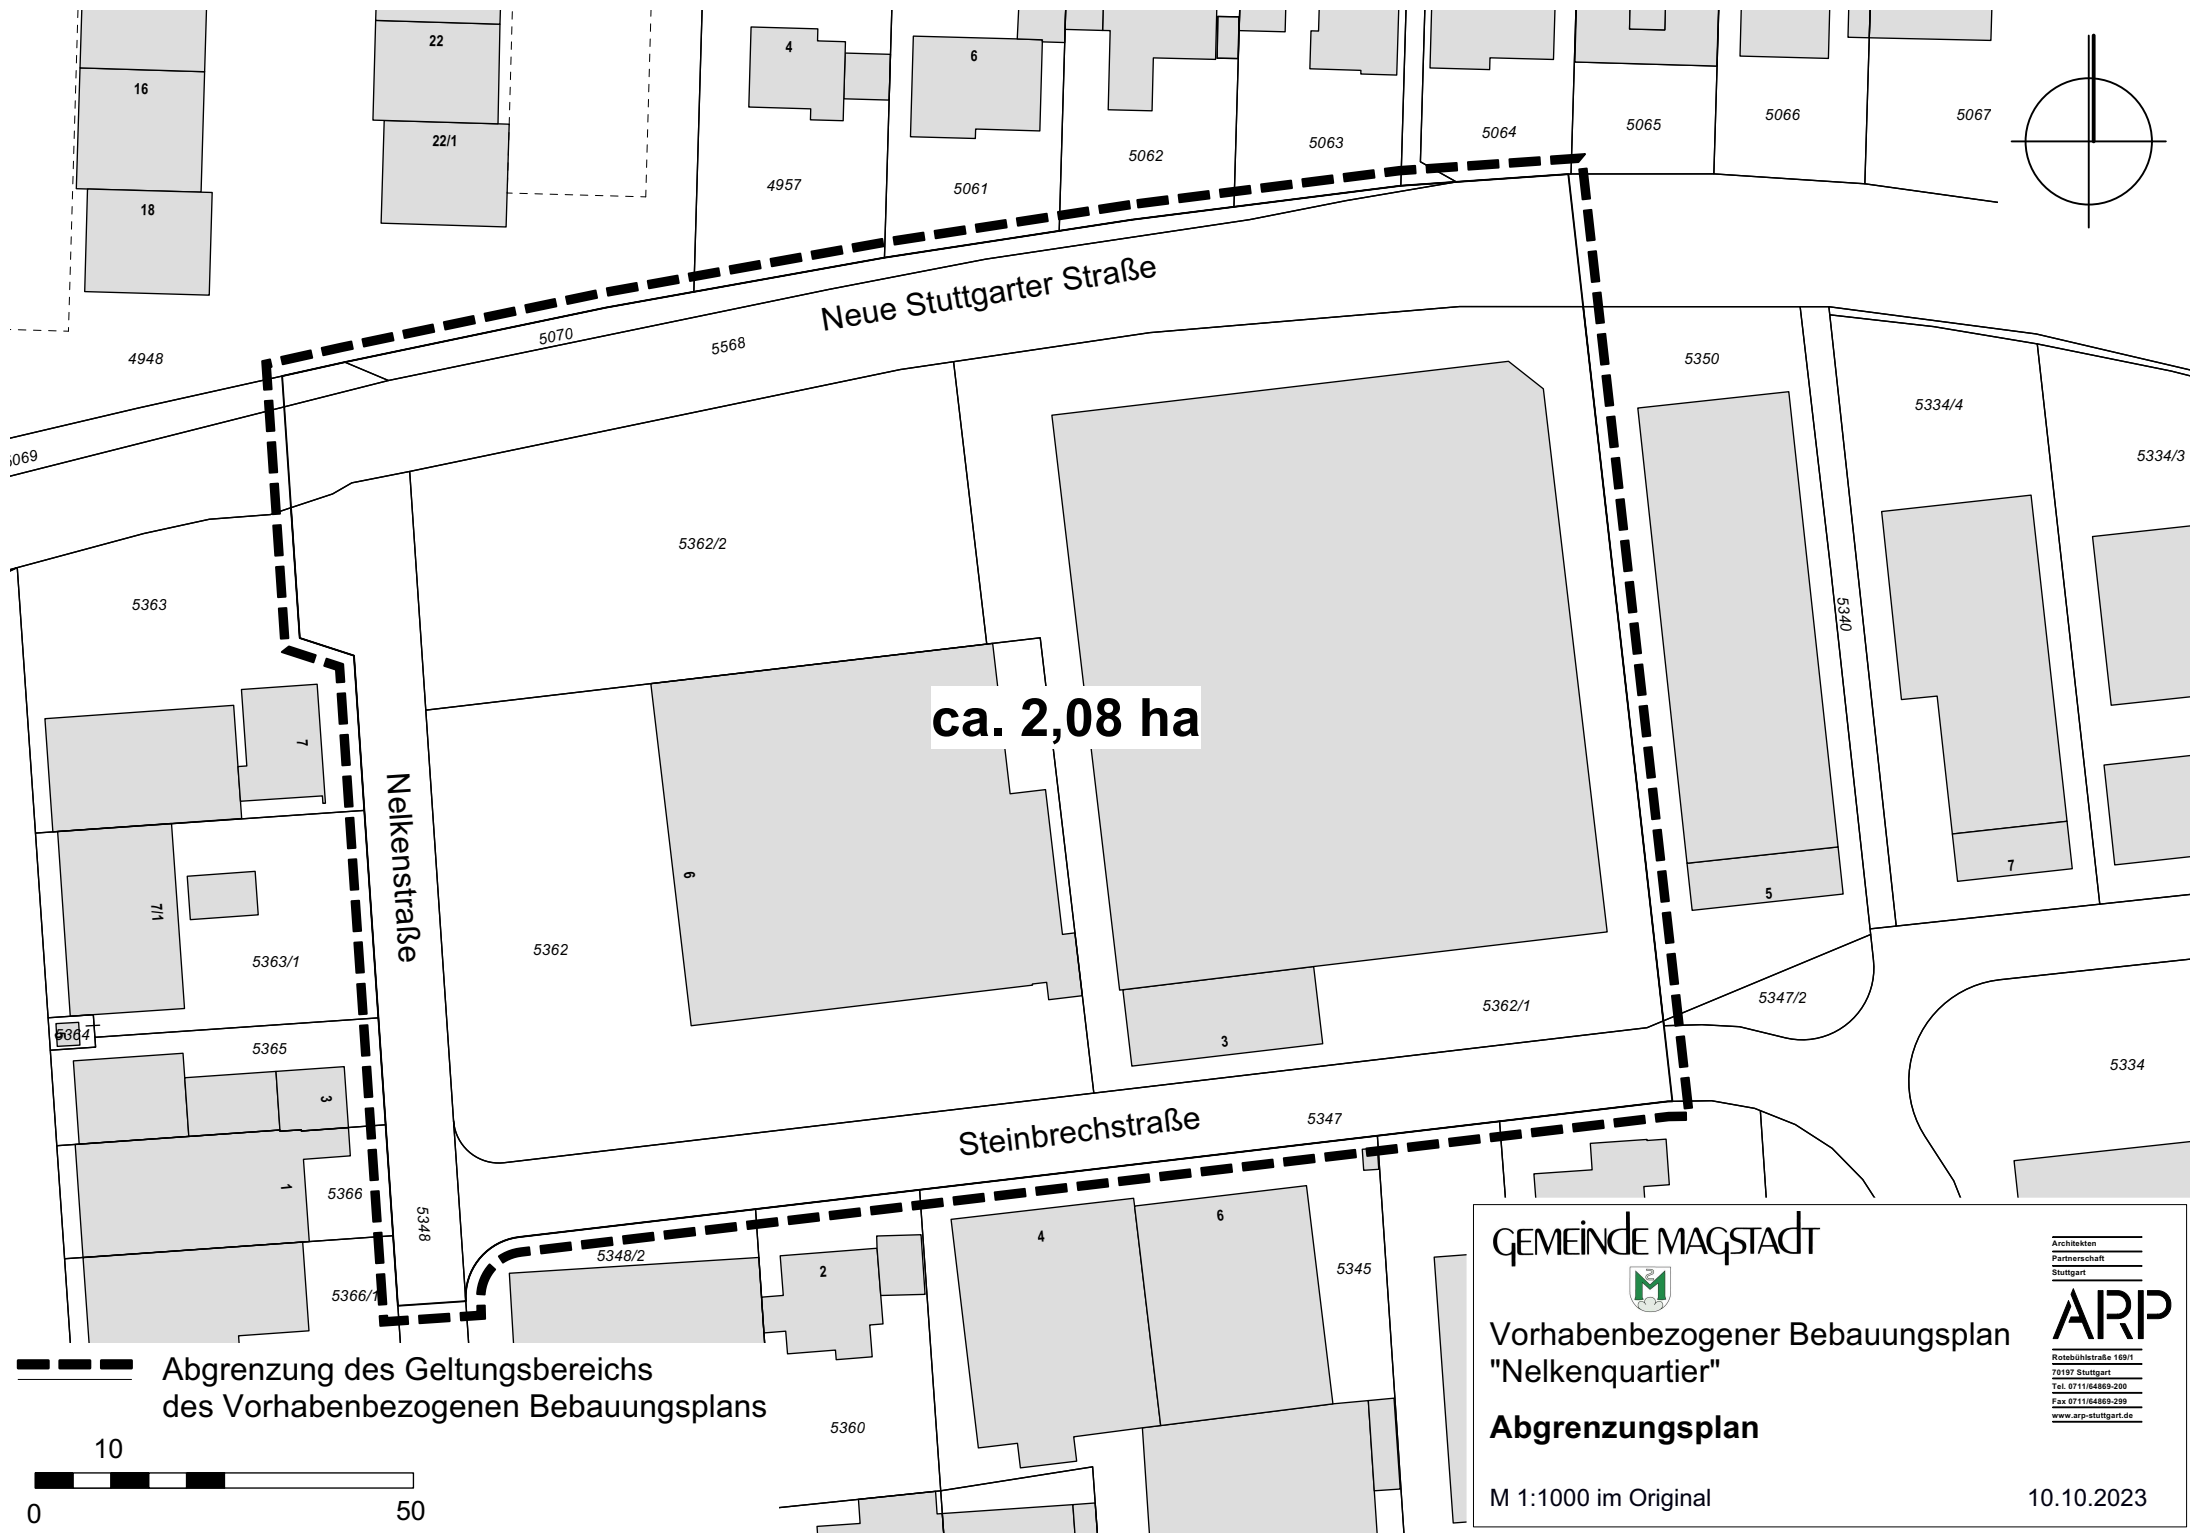 22
4
6
16
22/1
18
5067
5066
5065
5064
5063
5062
5061
4957
4948
5070
5568
Neue Stuttgarter Straße
5350
5334/4
5334/3
5362/2
5363
5340
7
ca. 2,08 ha
Nelkenstraße
7/1
6
5
7
5362
5363/1
5362/1
5347/2
5364
5365
3
3
5334
Steinbrechstraße
5347
1
5366
5348
4
6
5348/2
2
5345
5366/1
5360
Abgrenzung des Geltungsbereichs
des Vorhabenbezogenen Bebauungsplans
10
0
50
GEMEINDE MAGSTADT
Vorhabenbezogener Bebauungsplan
"Nelkenquartier"
Abgrenzungsplan
M 1:1000 im Original
10.10.2023
Architekten
Partnerschaft
Stuttgart
ARP
Rotebühlstraße 169/1
70197 Stuttgart
Tel. 0711/64869-200
Fax 0711/64869-299
www.arp-stuttgart.de